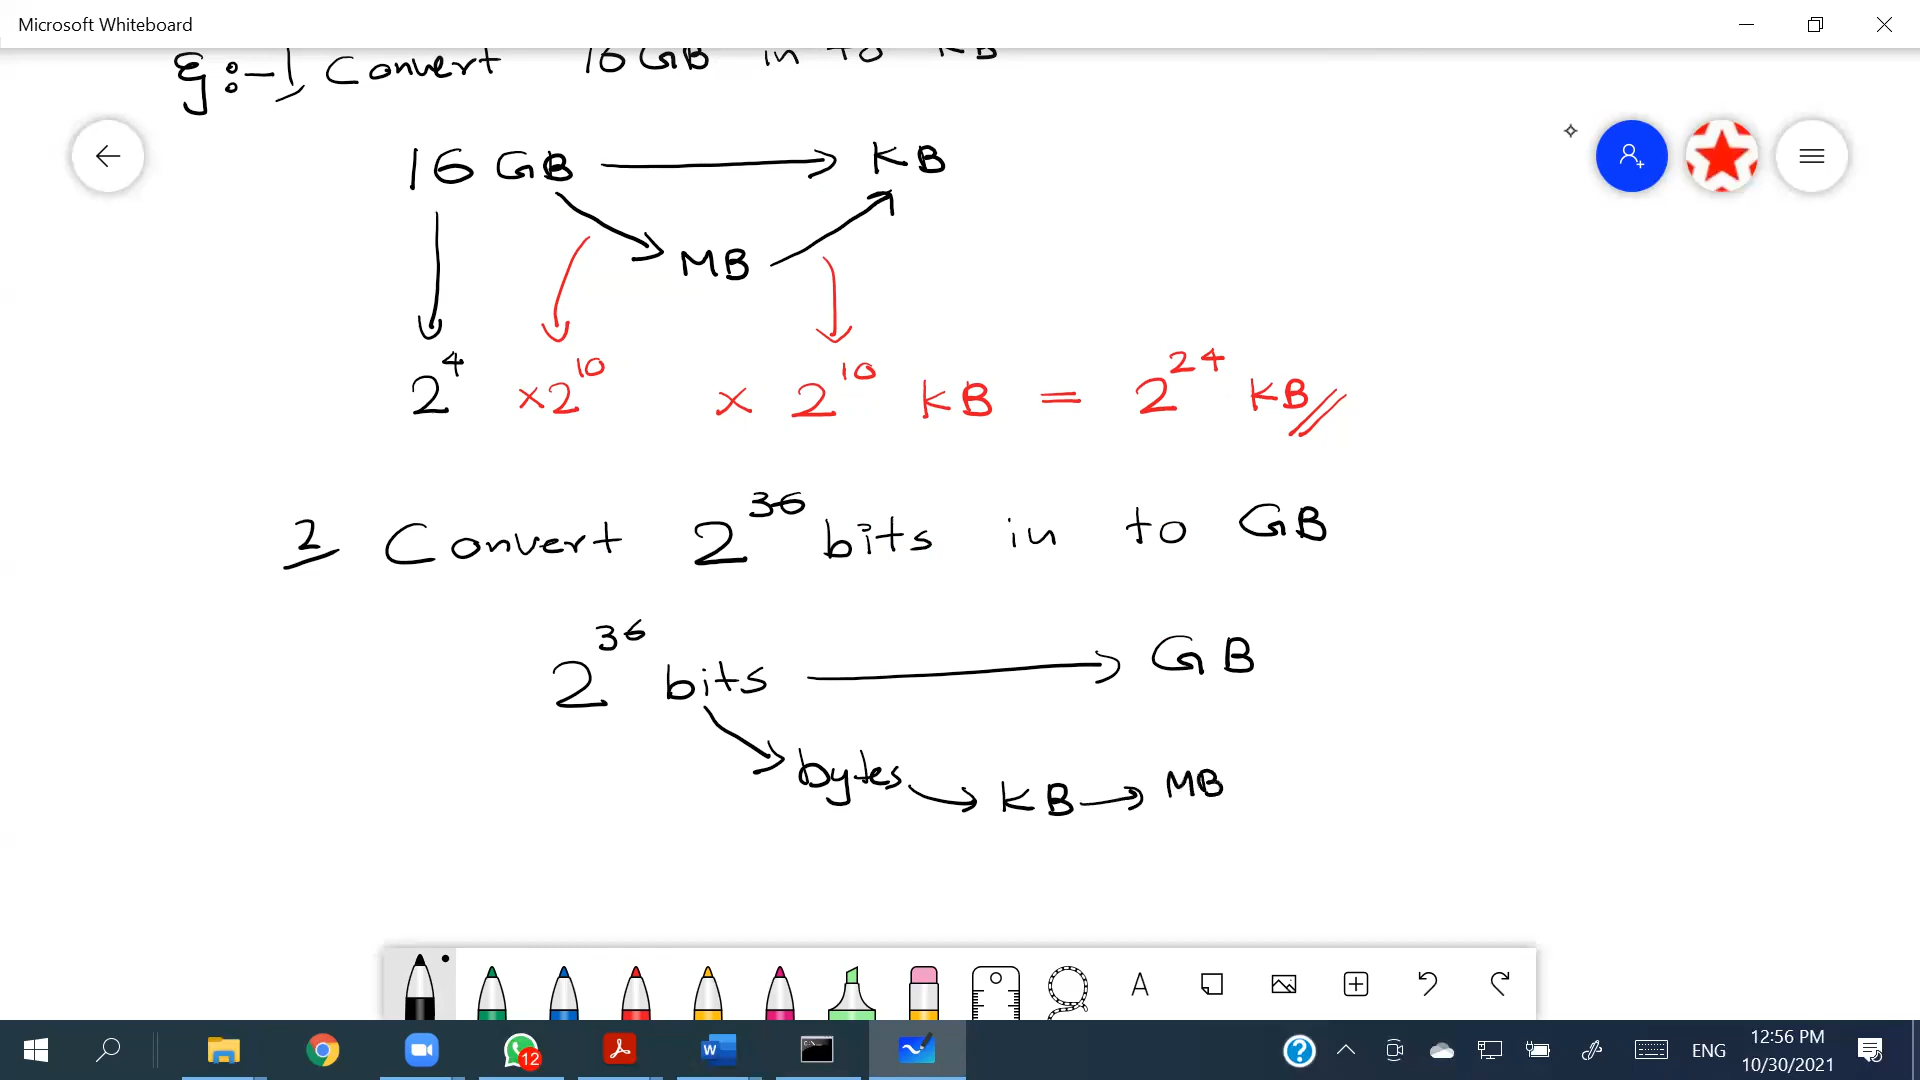 Microsoft Whiteboard
Eg:-1 Convert 16 GB in to KB
16 GB → KB
MB
2^4 ×2^10 × 2^10 KB = 2^24 KB
2 Convert 2^36 bits in to GB
2^36 bits → GB
bytes → KB → MB
A
12
W
ENG
12:56 PM
10/30/2021